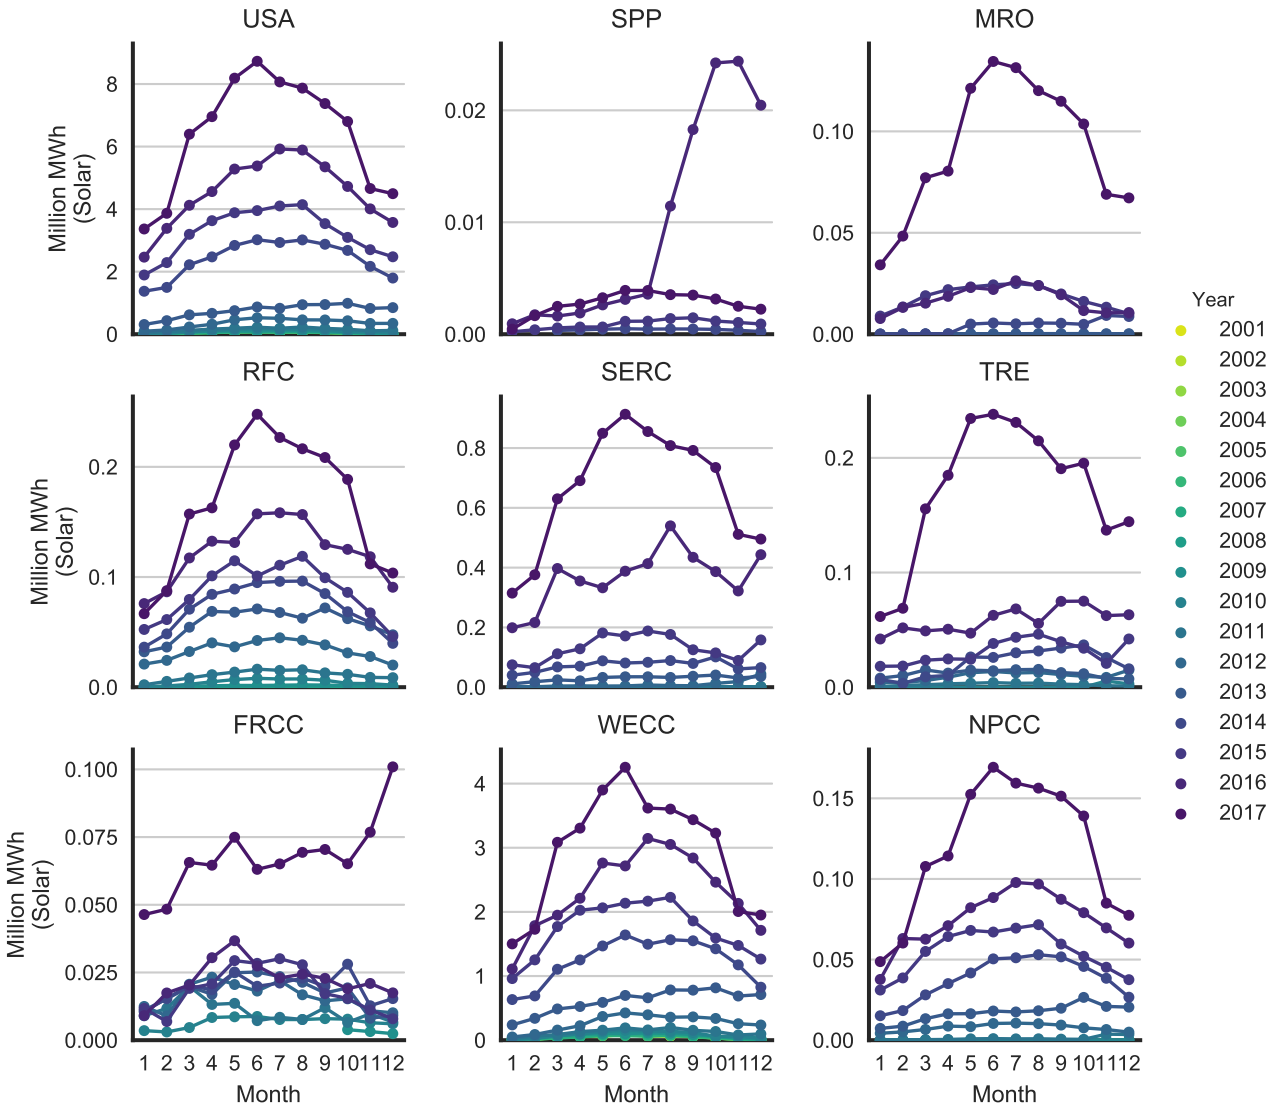 USA
SPP
MRO
Million MWh
(Solar)
8
6
4
2
0
0.02
0.01
0.00
0.10
0.05
0.00
RFC
SERC
TRE
Million MWh
(Solar)
0.2
0.1
0.0
0.8
0.6
0.4
0.2
0.0
0.2
0.1
0.0
FRCC
WECC
NPCC
Million MWh
(Solar)
0.100
0.075
0.050
0.025
0.000
4
3
2
1
0
0.15
0.10
0.05
0.00
1 2 3 4 5 6 7 8 9 10 11 12
1 2 3 4 5 6 7 8 9 10 11 12
1 2 3 4 5 6 7 8 9 10 11 12
Month
Month
Month
Year
2001
2002
2003
2004
2005
2006
2007
2008
2009
2010
2011
2012
2013
2014
2015
2016
2017